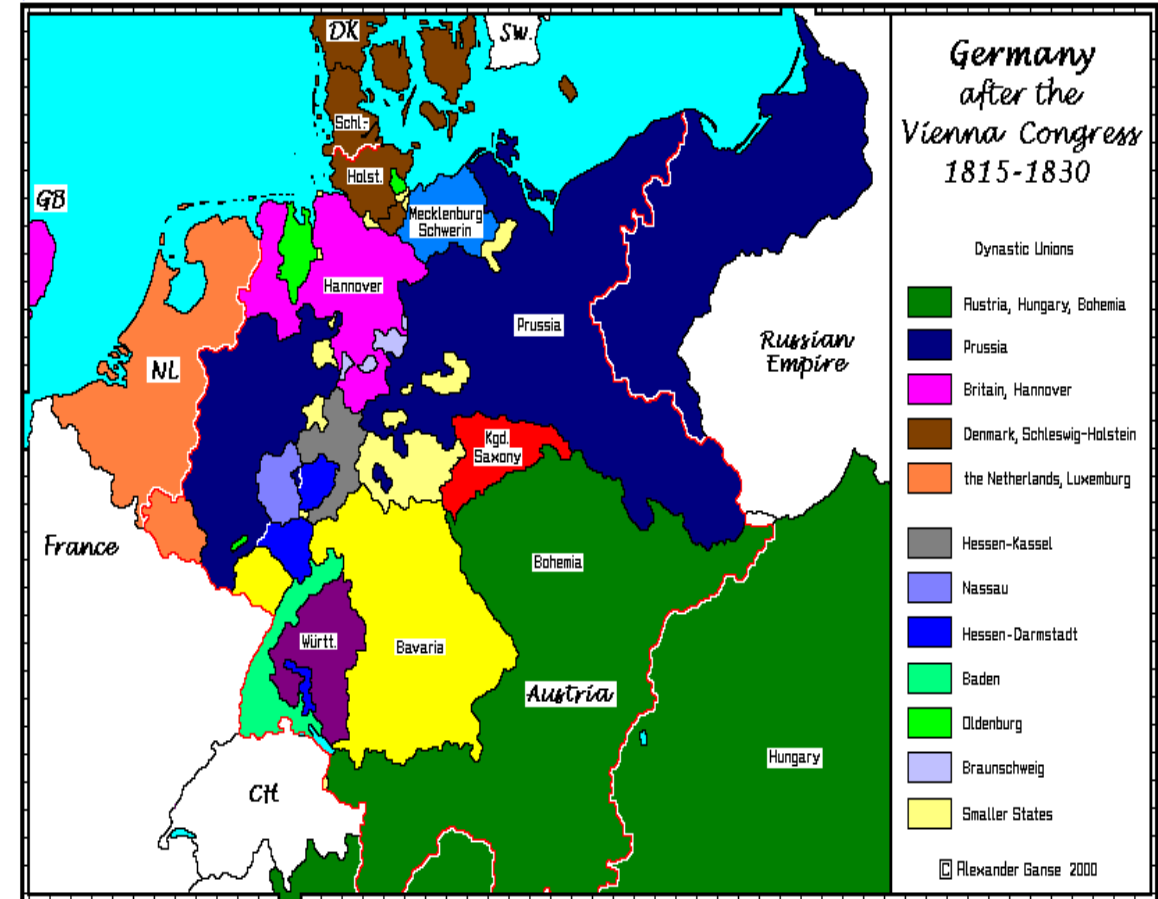 DK
Sw.
Schl.-
Holst.
GB
Mecklenburg
Schwerin
Hannover
Prussia
Russian
Empire
NL
Kgd.
Saxony
France
Bohemia
Württ.
Bavaria
Austria
Hungary
CH
Germany
after the
Vienna Congress
1815-1830
Dynastic Unions
Austria, Hungary, Bohemia
Prussia
Britain, Hannover
Denmark, Schleswig-Holstein
the Netherlands, Luxemburg
Hessen-Kassel
Nassau
Hessen-Darmstadt
Baden
Oldenburg
Braunschweig
Smaller States
C Alexander Ganse 2000